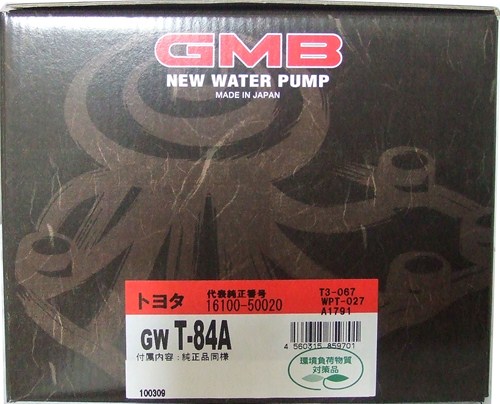 GMB
NEW WATER PUMP
MADE IN JAPAN
トヨタ
代表純正番号
16100-50020
T3-067
WPT-027
A1791
GW T-84A
付属内容:純正品同様
4 560315 859701
環境負荷物質
対策品
100309